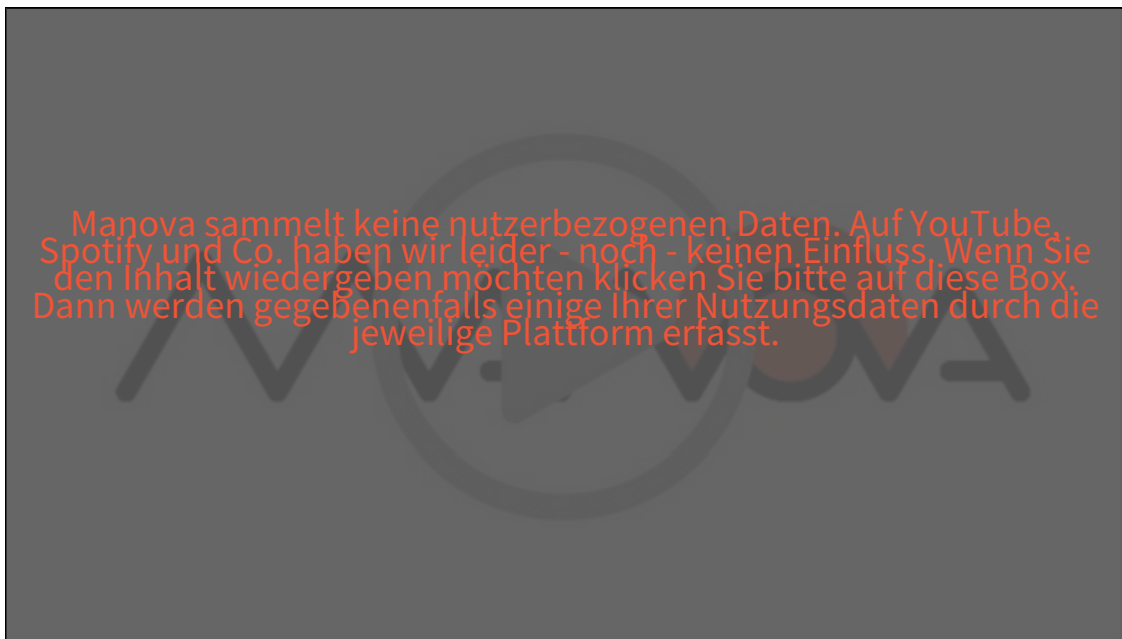 Manova sammelt keine nutzerbezogenen Daten. Auf YouTube,
Spotify und Co. haben wir leider - noch - keinen Einfluss. Wenn Sie
den Inhalt wiedergeben möchten klicken Sie bitte auf diese Box.
Dann werden gegebenenfalls einige Ihrer Nutzungsdaten durch die
jeweilige Plattform erfasst.
MANOVA